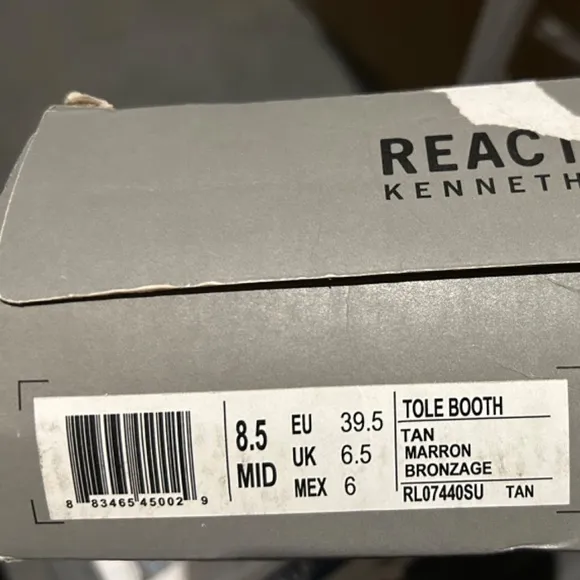 REACT
KENNETH
8 83465 45002 9
8.5
MID
EU 39.5
UK 6.5
MEX 6
TOLE BOOTH
TAN
MARRON
BRONZAGE
RL07440SU TAN